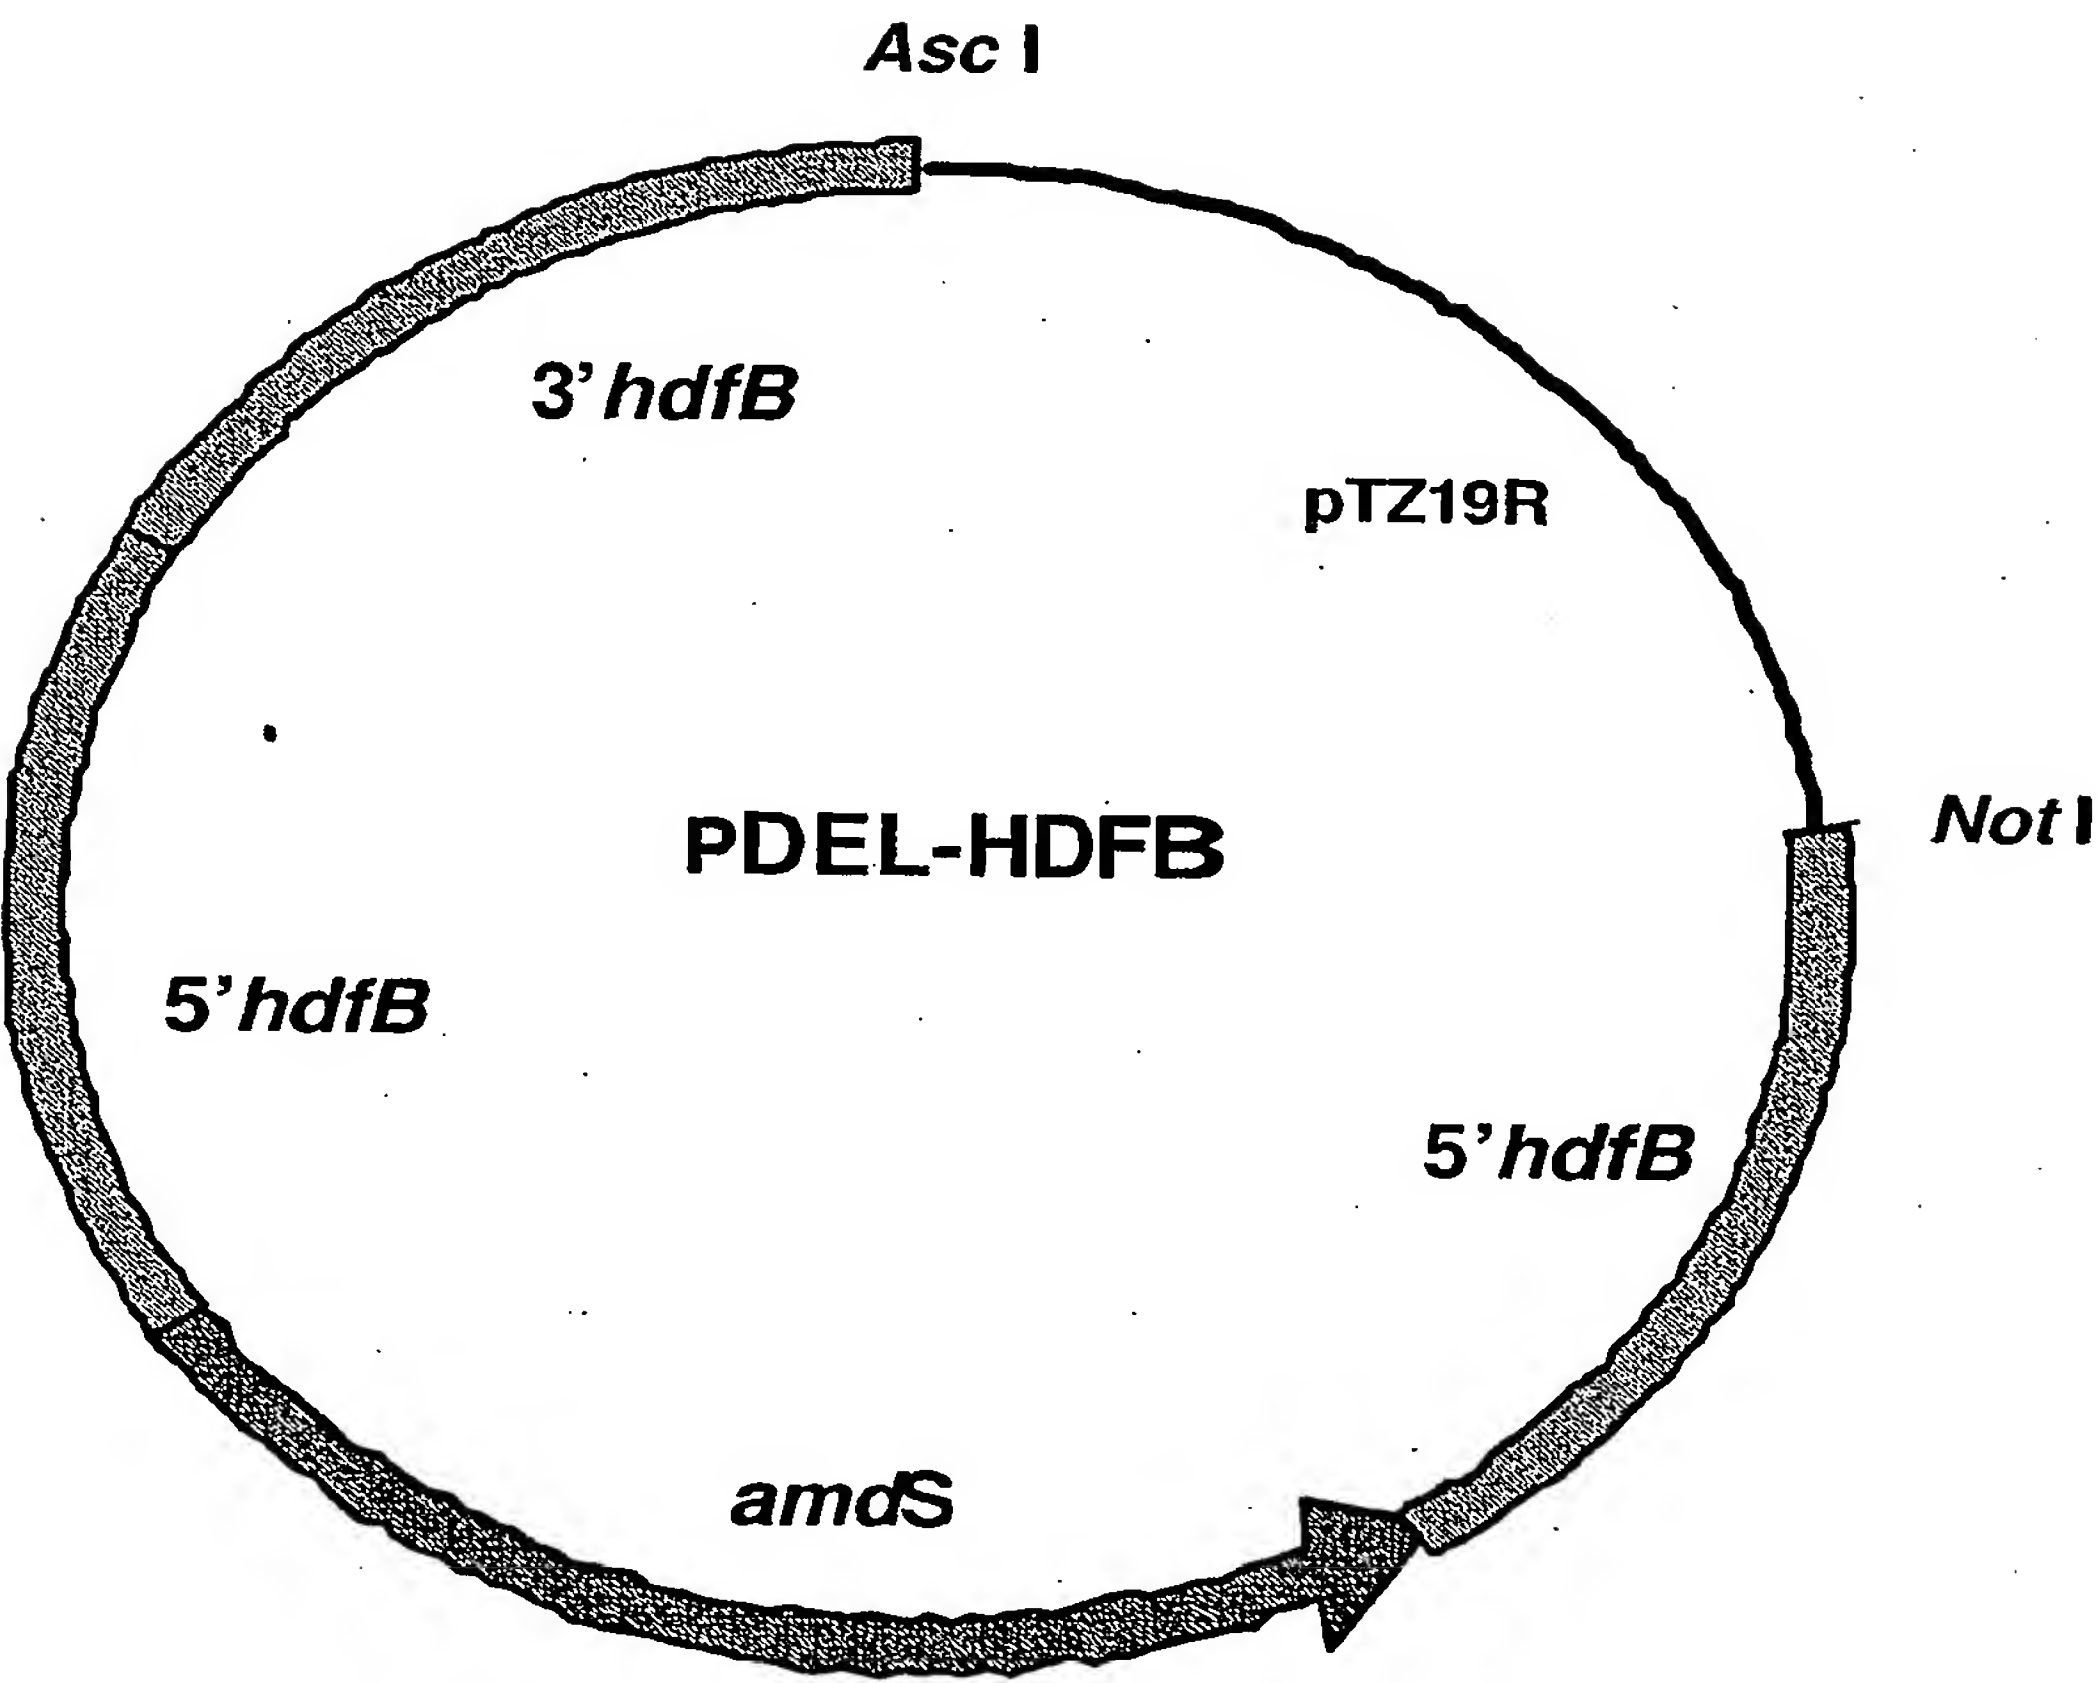 Asc I
3’ hdfB
pTZ19R
PDEL-HDFB
Not I
5’ hdfB
5’ hdfB
amdS